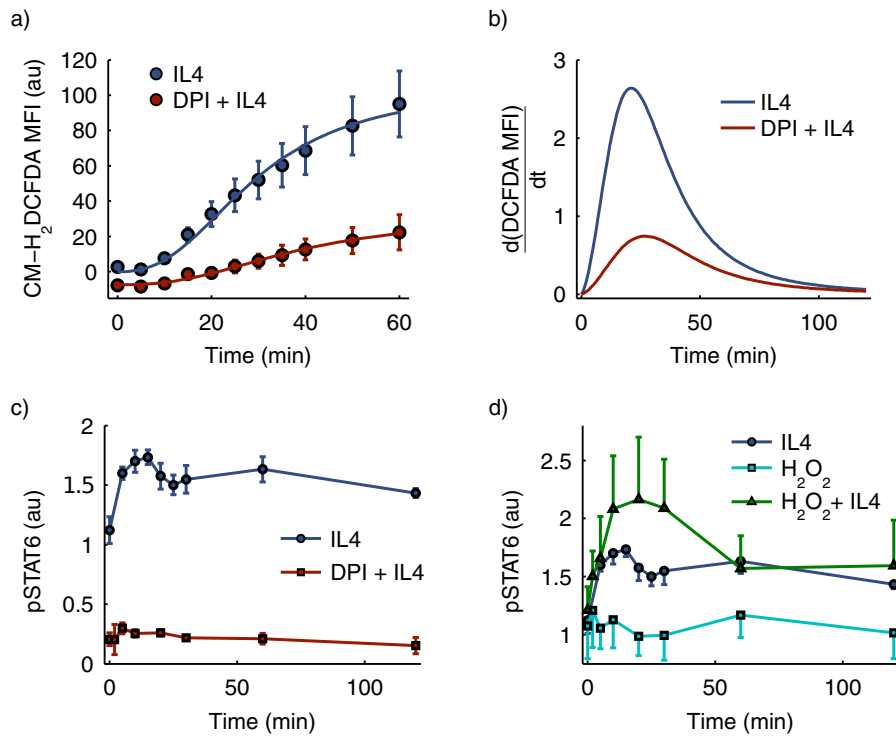 a)
CM−H2DCFDA MFI (au)
120
100
80
60
40
20
0
IL4
DPI + IL4
0 20 40 60
Time (min)
b)
d(DCFDA MFI)
dt
3
2
1
0
IL4
DPI + IL4
0 50 100
Time (min)
c)
pSTAT6 (au)
2
1.5
1
0.5
0
IL4
DPI + IL4
0 50 100
Time (min)
d)
pSTAT6 (au)
2.5
2
1.5
1
IL4
H2O2
H2O2+ IL4
0 50 100
Time (min)